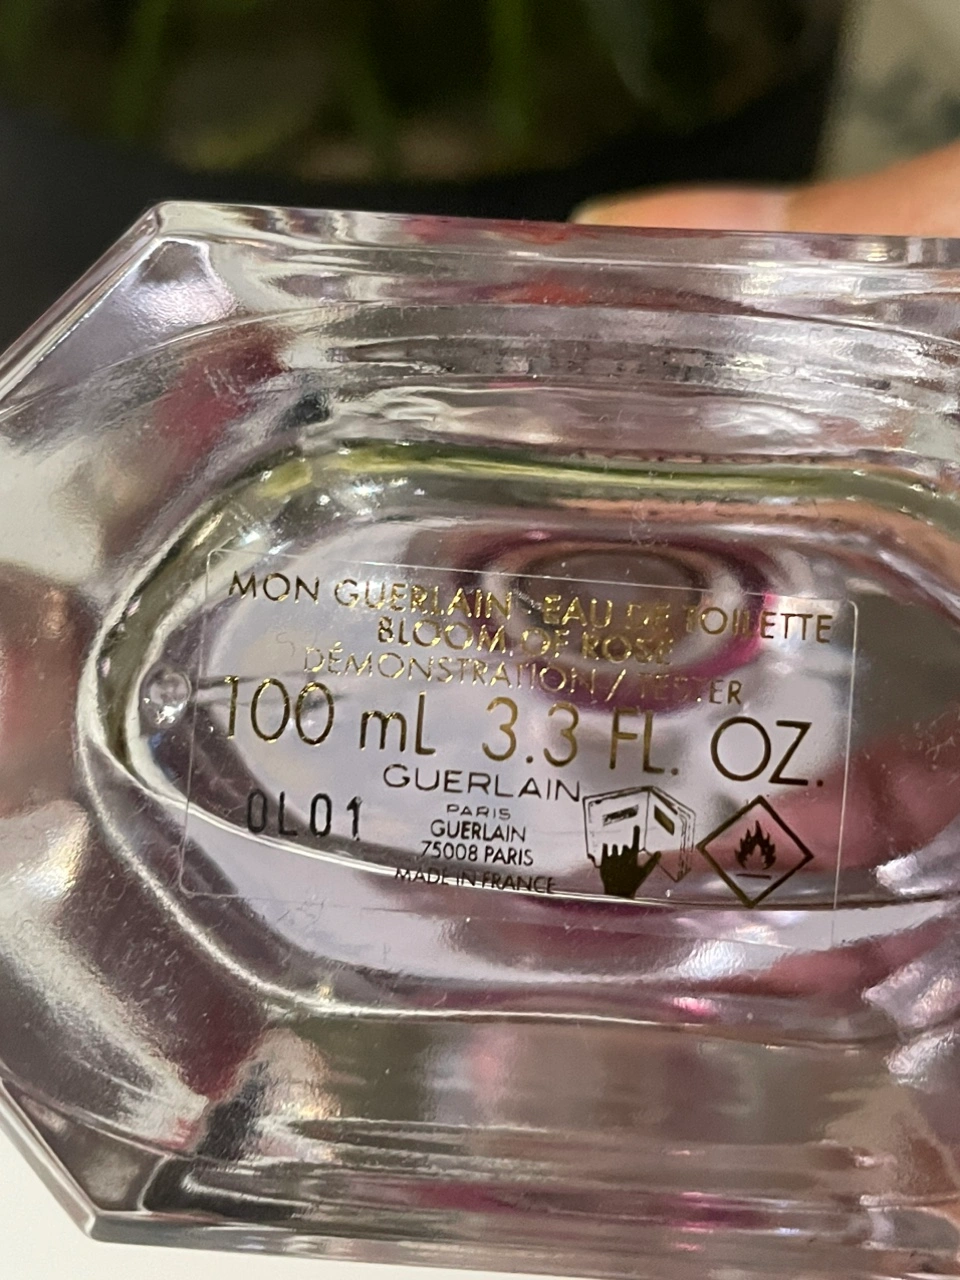 MON GUERLAIN - EAU DE TOILETTE
BLOOM OF ROSE
DÉMONSTRATION / TESTER
100 mL 3.3 FL. OZ.
GUERLAIN
PARIS
0L01
GUERLAIN
75008 PARIS
MADE IN FRANCE